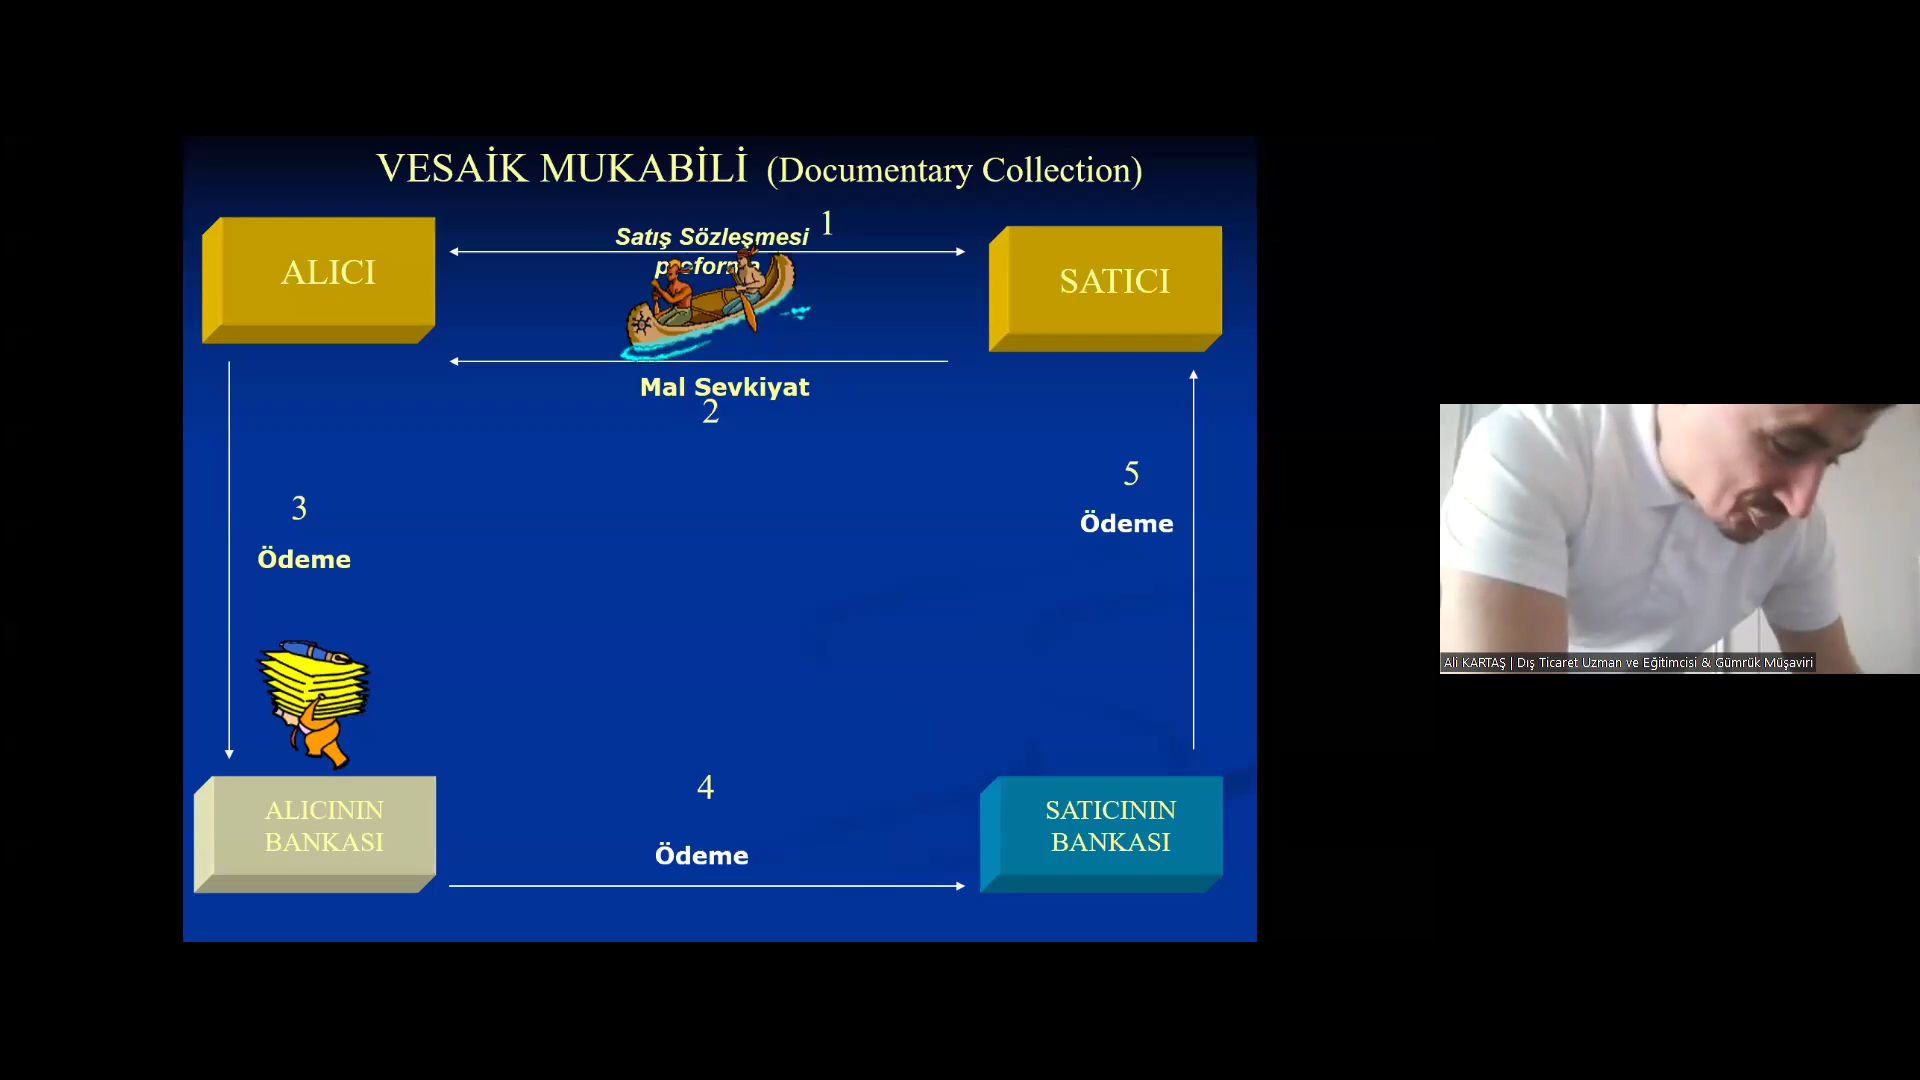 VESAİK MUKABİLİ (Documentary Collection)
1
Satış Sözleşmesi
ALICI
SATICI
Mal Sevkiyat
2
3
Ödeme
5
Ödeme
ALICININ
BANKASI
4
Ödeme
SATICININ
BANKASI
Ali KARTAŞ | Dış Ticaret Uzman ve Eğitimcisi & Gümrük Müşaviri